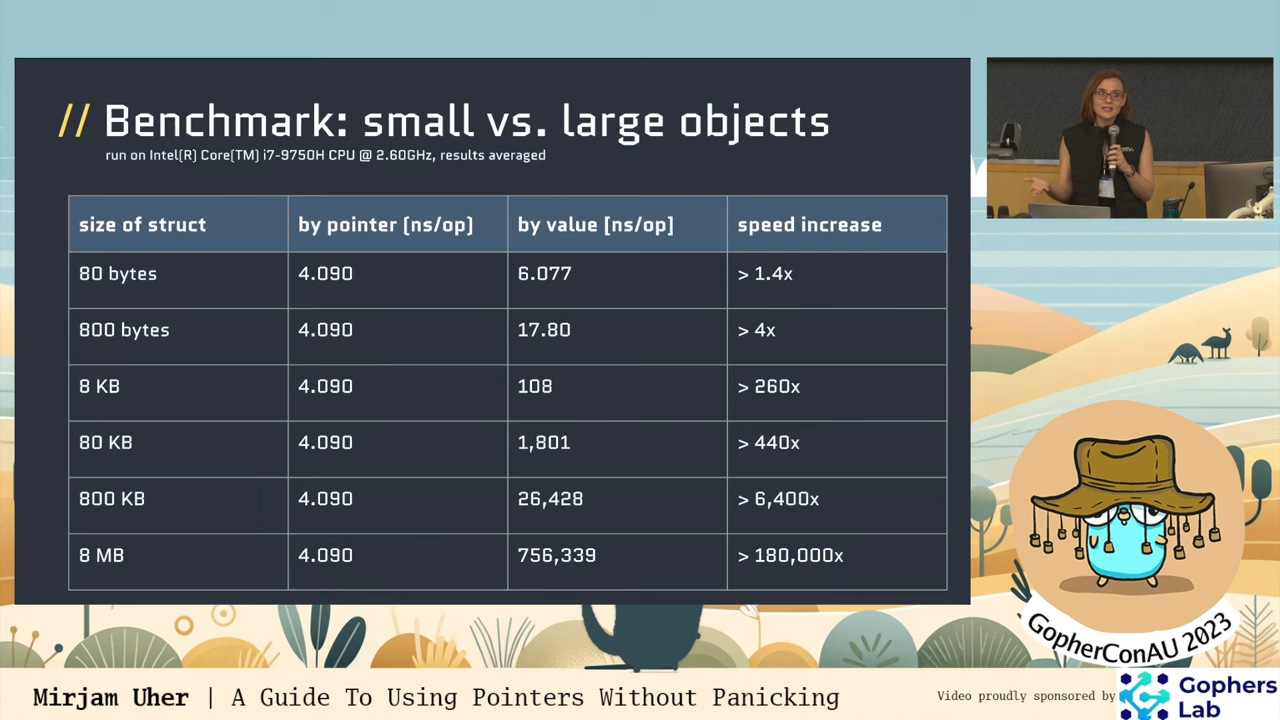 // Benchmark: small vs. large objects
run on Intel(R) Core(TM) i7-9750H CPU @ 2.60GHz, results averaged
size of struct by pointer [ns/op] by value [ns/op] speed increase
80 bytes 4.090 6.077 > 1.4x
800 bytes 4.090 17.80 > 4x
8 KB 4.090 108 > 260x
80 KB 4.090 1,801 > 440x
800 KB 4.090 26,428 > 6,400x
8 MB 4.090 756,339 > 180,000x
GopherConAU 2023
Mirjam Uher | A Guide To Using Pointers Without Panicking
Video proudly sponsored by
Gophers
Lab